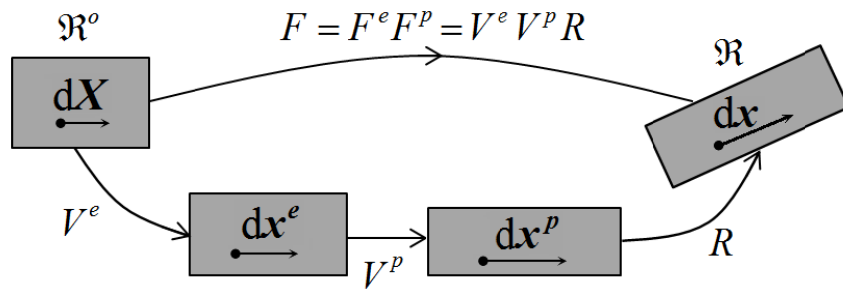 ℜᵒ
F = FᵉFᵖ = VᵉVᵖR
ℜ
dX
dx
Vᵉ
dxᵉ
Vᵖ
dxᵖ
R